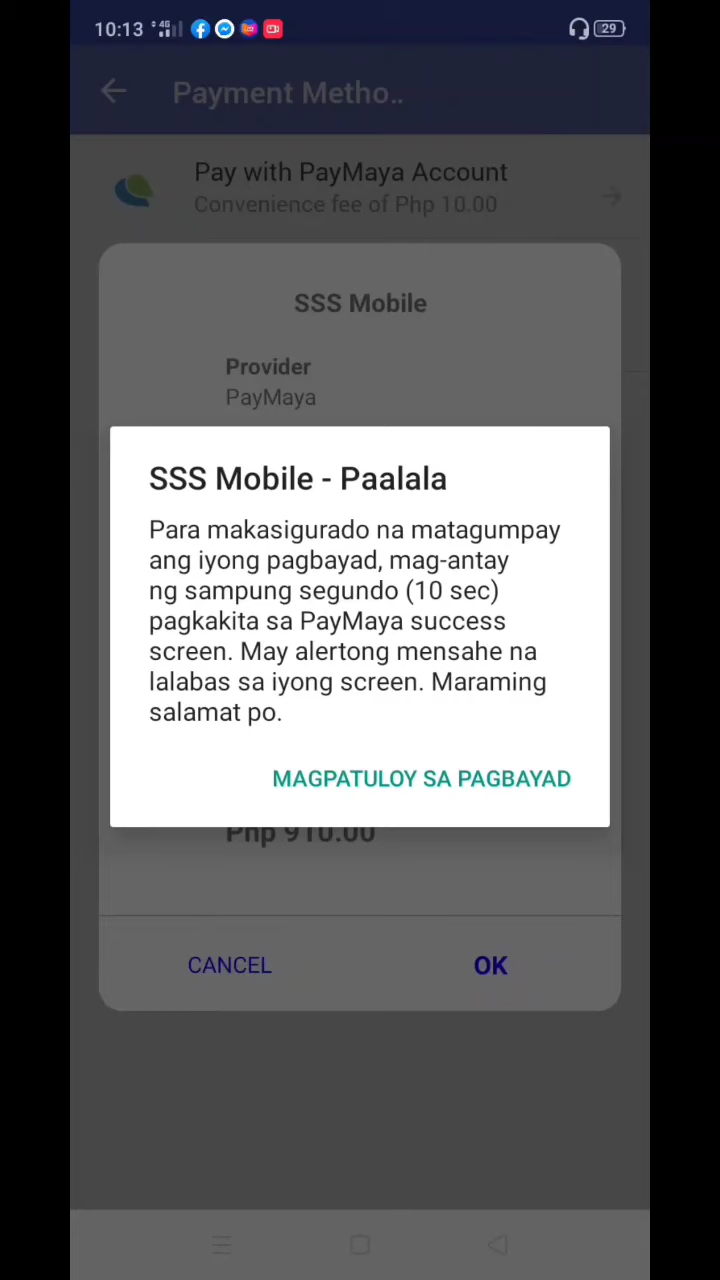 10:13 4G 29
Payment Metho..
Pay with PayMaya Account
Convenience fee of Php 10.00
SSS Mobile
Provider
PayMaya
SSS Mobile - Paalala
Para makasigurado na matagumpay
ang iyong pagbayad, mag-antay
ng sampung segundo (10 sec)
pagkakita sa PayMaya success
screen. May alertong mensahe na
lalabas sa iyong screen. Maraming
salamat po.
MAGPATULOY SA PAGBAYAD
Php 910.00
CANCEL OK